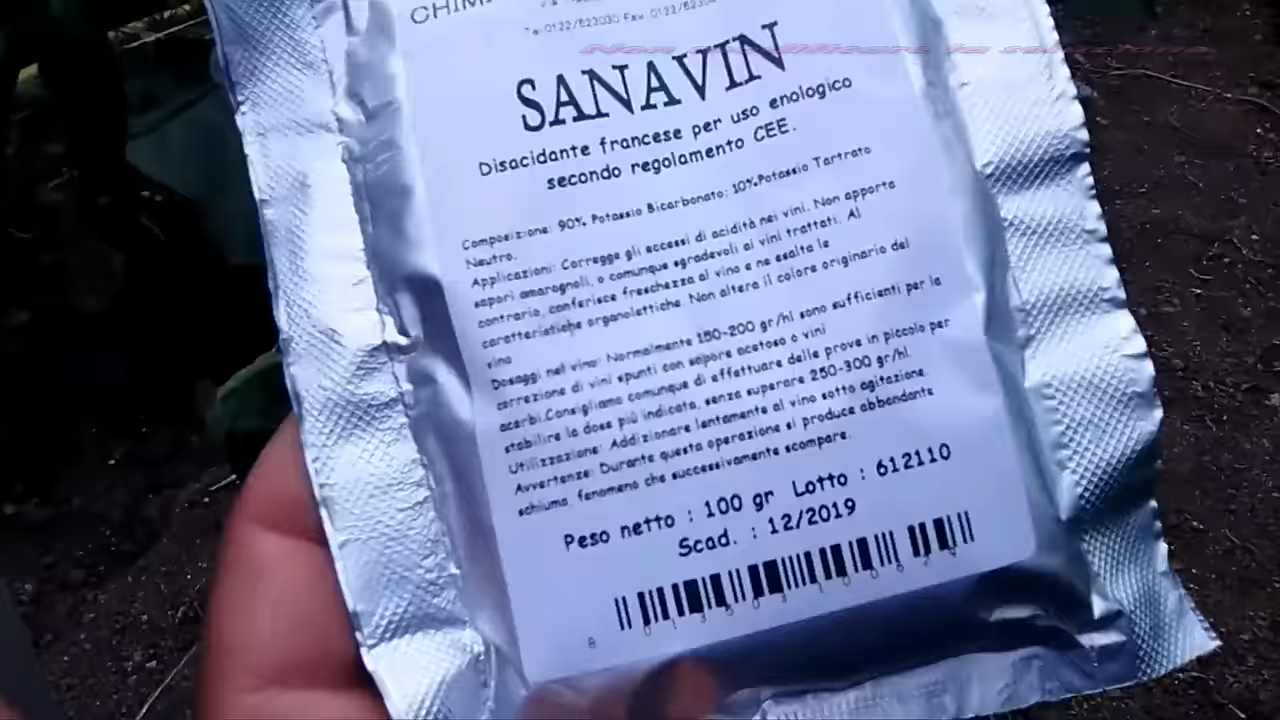 CHIM
Tel 0122/623030 Fax 0122/6230
SANAVIN
Disacidante francese per uso enologico
secondo regolamento CEE.
Composizione: 90% Potassio Bicarbonato; 10%Potassio Tartrato
Neutro.
Applicazioni: Corregge gli eccessi di acidità nei vini. Non apporta
sapori amarognoli, o comunque sgradevoli ai vini trattati. Al
contrario, conferisce freschezza al vino e ne esalta le
caratteristiche organolettiche. Non altera il colore originario del
vino
Dosaggi nel vino: Normalmente 150-200 gr/hl sono sufficienti per la
correzione di vini spunti con sapore acetoso o vini
acerbi.Consigliamo comunque di effettuare delle prove in piccolo per
stabilire la dose più indicata, senza superare 250-300 gr/hl.
Utilizzazione: Addizionare lentamente al vino sotto agitazione.
Avvertenze: Durante questa operazione si produce abbondante
schiuma, fenomeno che successivamente scompare.
Peso netto : 100 gr Lotto : 612110
Scad. : 12/2019